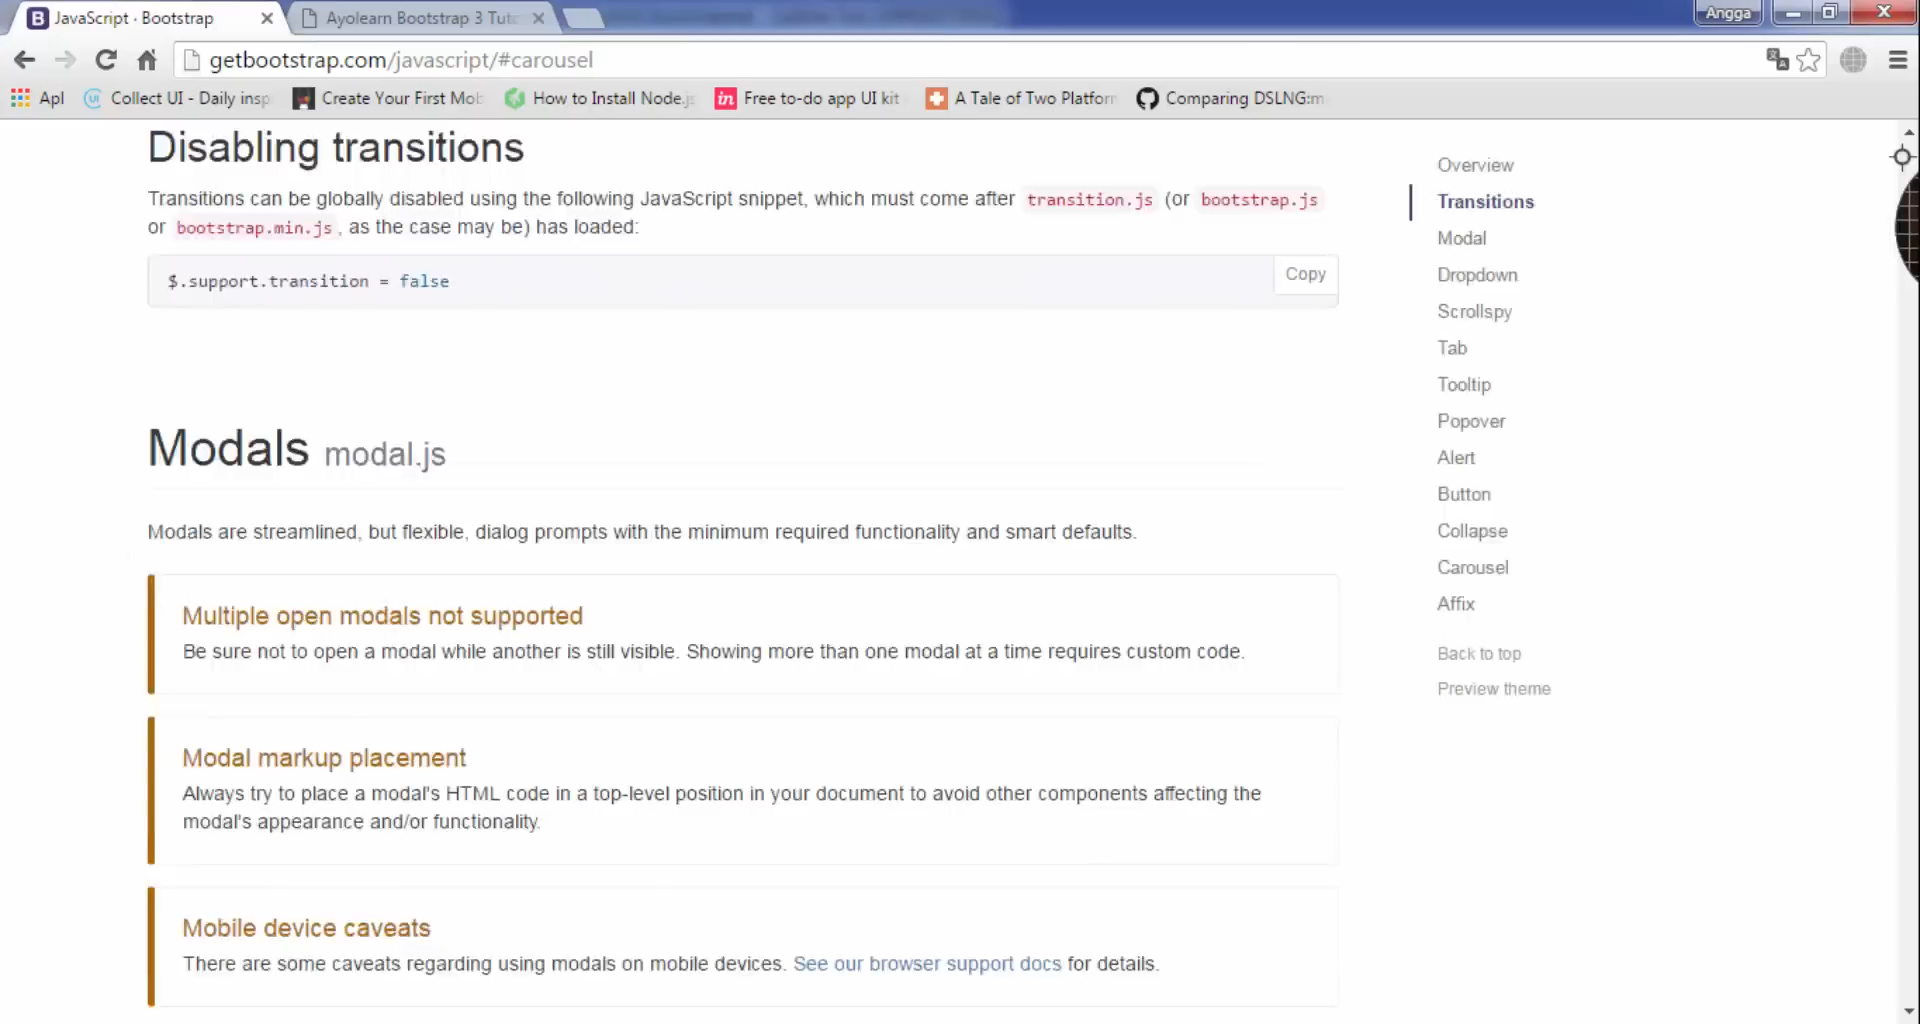 JavaScript · Bootstrap
Ayolearn Bootstrap 3 Tut
Angga
getbootstrap.com/javascript/#carousel
Apl
Collect UI - Daily insp
Create Your First Mob
How to Install Node.js
Free to-do app UI kit
A Tale of Two Platform
Comparing DSLNG:m
Disabling transitions
Transitions can be globally disabled using the following JavaScript snippet, which must come after transition.js (or bootstrap.js
or bootstrap.min.js, as the case may be) has loaded:
$.support.transition = false
Copy
Modals modal.js
Modals are streamlined, but flexible, dialog prompts with the minimum required functionality and smart defaults.
Multiple open modals not supported
Be sure not to open a modal while another is still visible. Showing more than one modal at a time requires custom code.
Modal markup placement
Always try to place a modal's HTML code in a top-level position in your document to avoid other components affecting the
modal's appearance and/or functionality.
Mobile device caveats
There are some caveats regarding using modals on mobile devices. See our browser support docs for details.
Overview
Transitions
Modal
Dropdown
Scrollspy
Tab
Tooltip
Popover
Alert
Button
Collapse
Carousel
Affix
Back to top
Preview theme